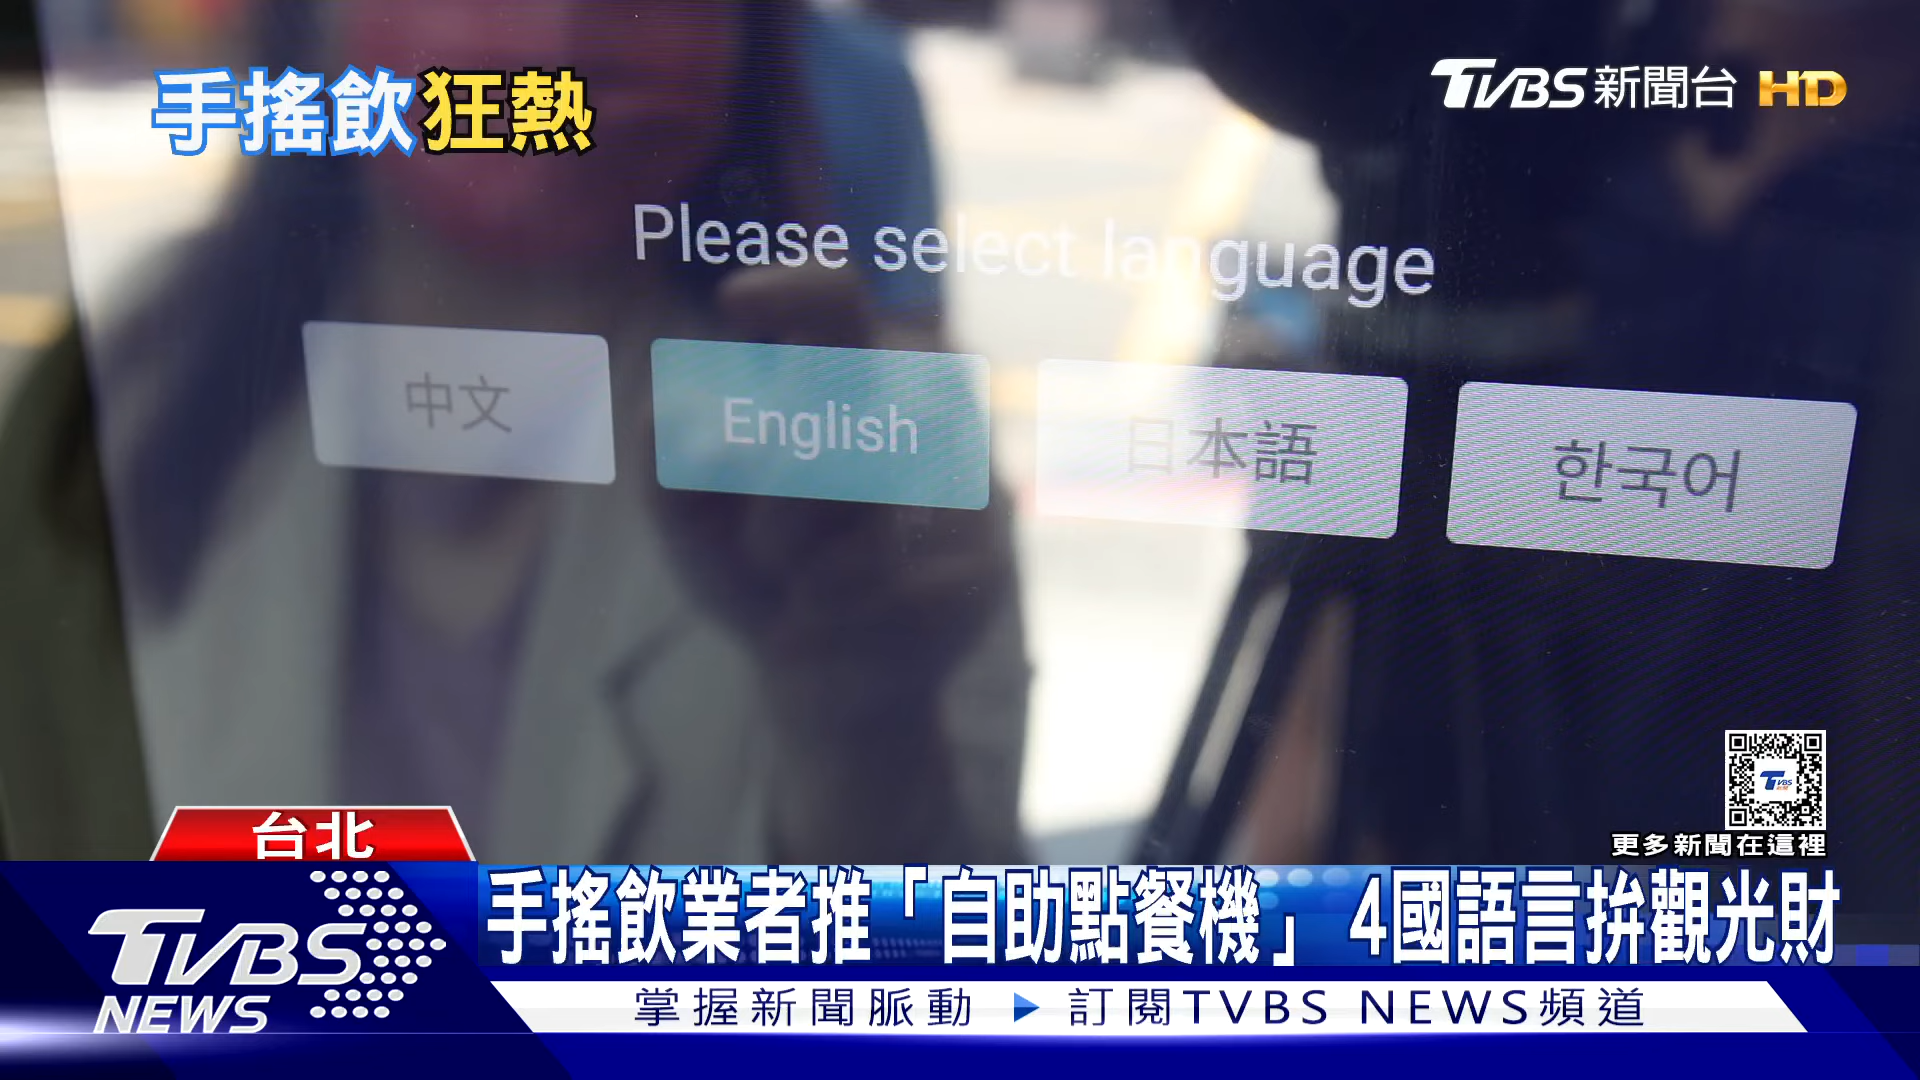 手搖飲狂熱
TVBS新聞台 HD
Please select language
中文
English
日本語
한국어
TVBS
更多新聞在這裡
台北
手搖飲業者推「自助點餐機」 4國語言拚觀光財
TVBS
NEWS
掌握新聞脈動 ▶ 訂閱TVBS NEWS頻道